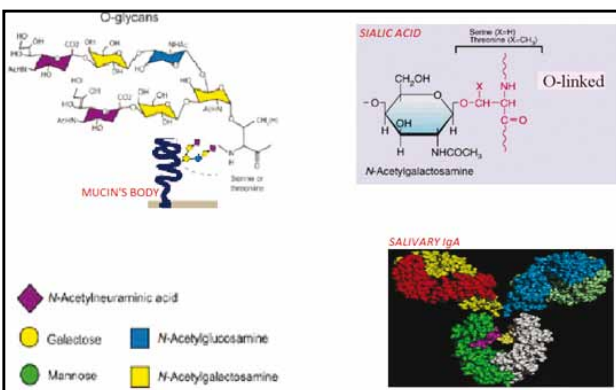 O-glycans
MUCIN'S BODY
Serine or
threonine
SIALIC ACID
Serine (X=H)
Threonine (X=CH₃)
O-linked
CH₂OH
O
X
NH
OH
H
NHCOCH₃
N-Acetylgalactosamine
SALIVARY IgA
N-Acetylneuraminic acid
Galactose
N-Acetylglucosamine
Mannose
N-Acetylgalactosamine